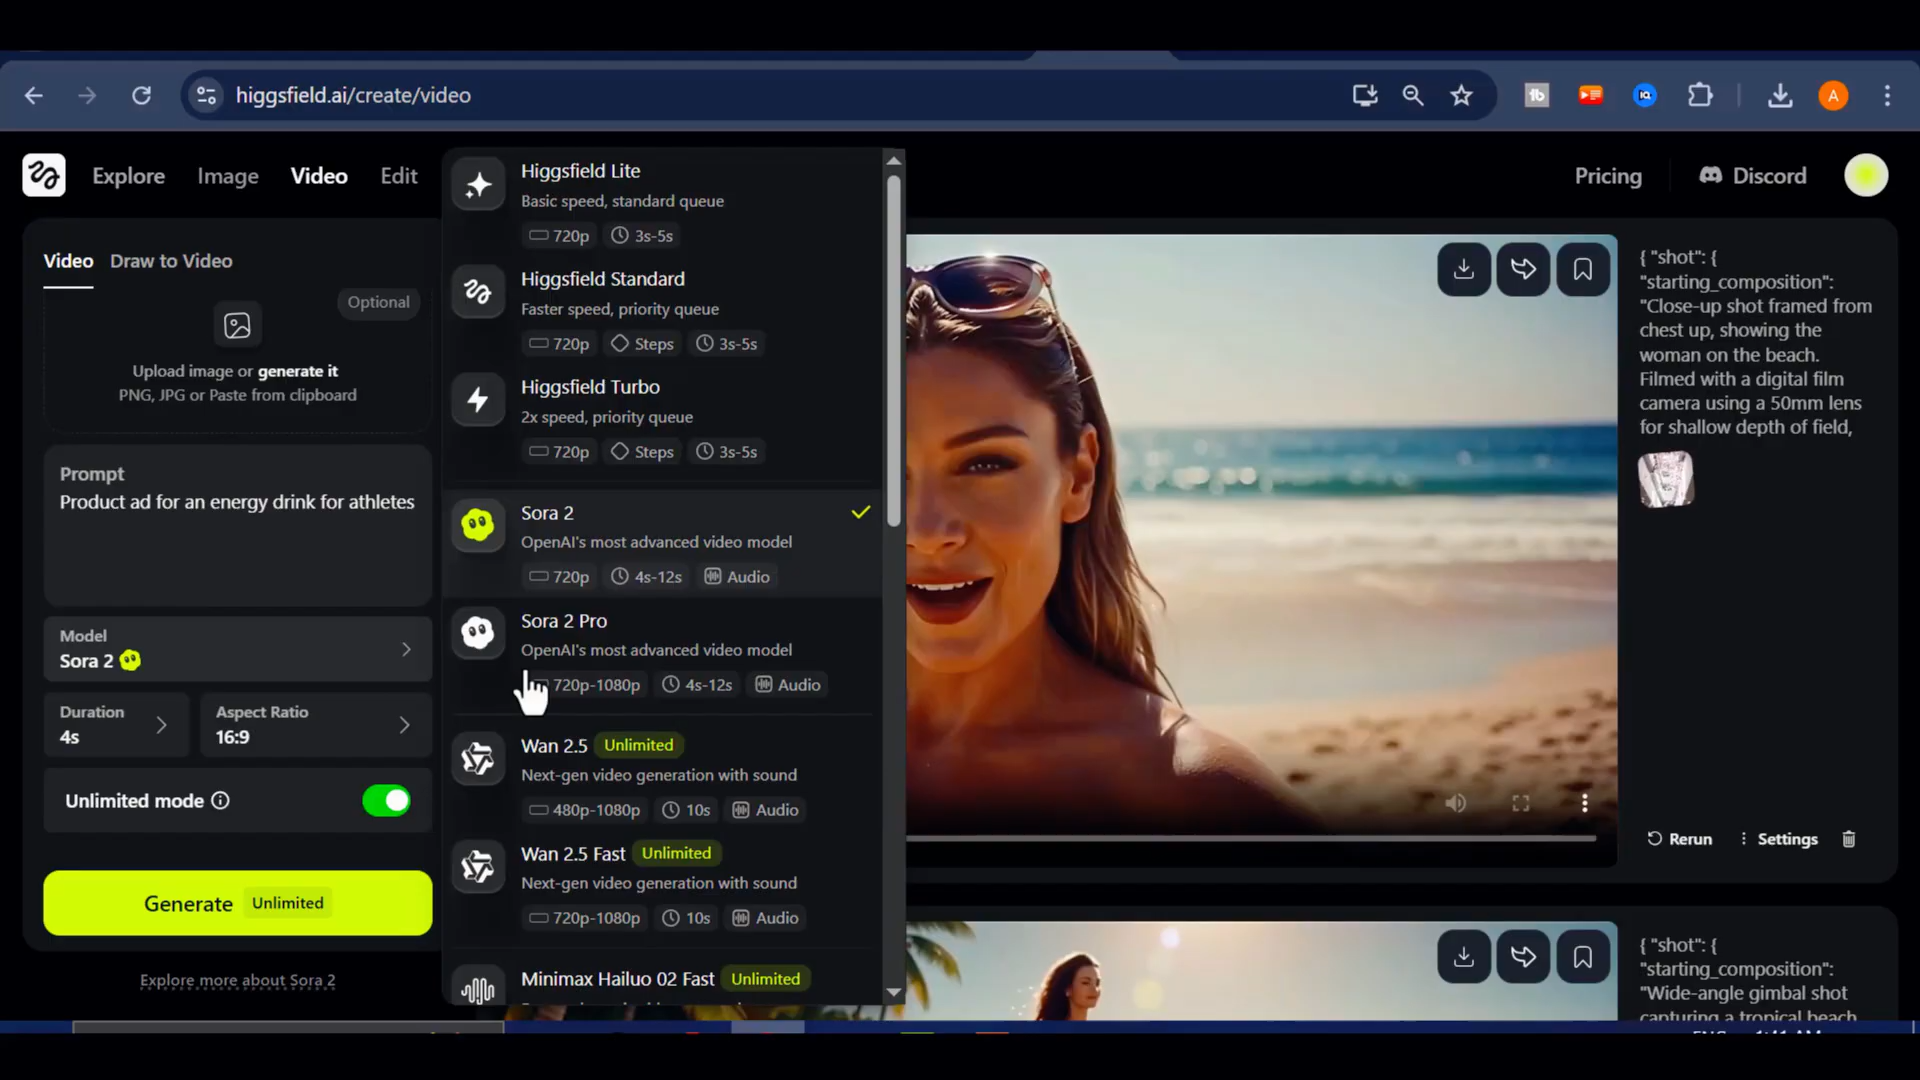 higgsfield.ai/create/video
Explore
Image
Video
Edit
Pricing
Discord
Video
Draw to Video
Optional
Upload image or generate it
PNG, JPG or Paste from clipboard
Prompt
Product ad for an energy drink for athletes
Model
Sora 2
Duration
4s
Aspect Ratio
16:9
Unlimited mode
Generate Unlimited
Explore more about Sora 2
Higgsfield Lite
Basic speed, standard queue
720p 3s-5s
Higgsfield Standard
Faster speed, priority queue
720p Steps 3s-5s
Higgsfield Turbo
2x speed, priority queue
720p Steps 3s-5s
Sora 2
OpenAI's most advanced video model
720p 4s-12s Audio
Sora 2 Pro
OpenAI's most advanced video model
720p-1080p 4s-12s Audio
Wan 2.5 Unlimited
Next-gen video generation with sound
480p-1080p 10s Audio
Wan 2.5 Fast Unlimited
Next-gen video generation with sound
720p-1080p 10s Audio
Minimax Hailuo 02 Fast Unlimited
{ "shot": {
"starting_composition":
"Close-up shot framed from
chest up, showing the
woman on the beach.
Filmed with a digital film
camera using a 50mm lens
for shallow depth of field,
Rerun
Settings
{ "shot": {
"starting_composition":
"Wide-angle gimbal shot
capturing a tropical beach
A